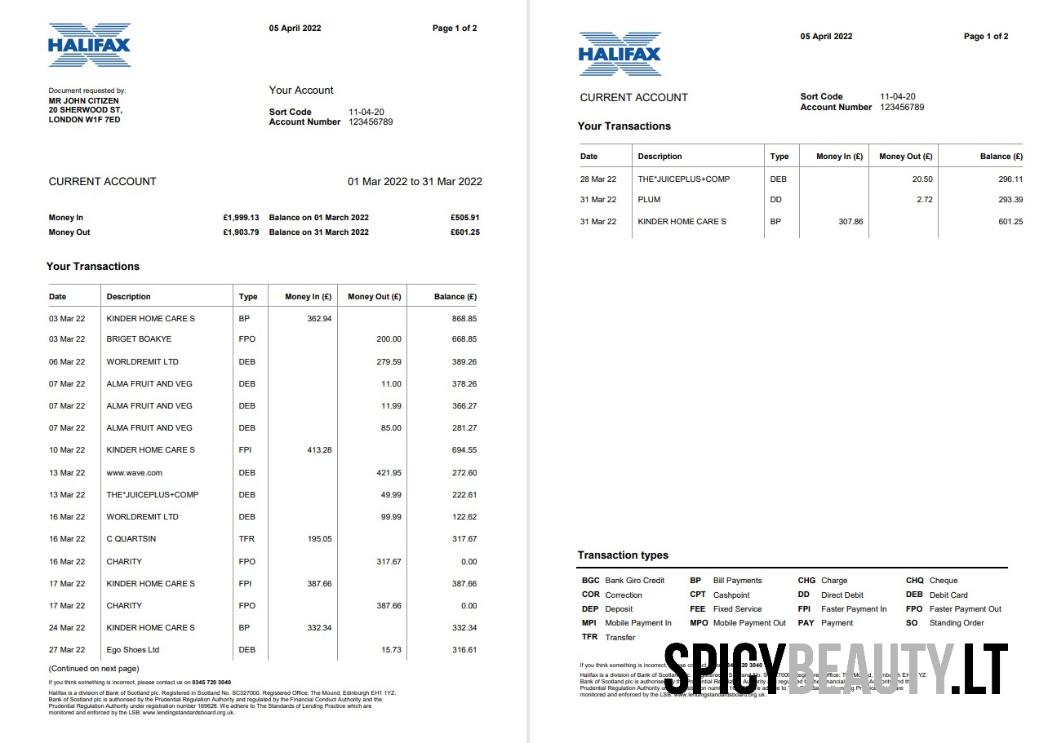 HALIFAX
05 April 2022 Page 1 of 2
Document requested by:
MR JOHN CITIZEN
20 SHERWOOD ST,
LONDON W1F 7ED
Your Account
Sort Code 11-04-20
Account Number 123456789
CURRENT ACCOUNT 01 Mar 2022 to 31 Mar 2022
Money In £1,999.13 Balance on 01 March 2022 £505.91
Money Out £1,903.79 Balance on 31 March 2022 £601.25
Your Transactions
Date Description Type Money In (£) Money Out (£) Balance (£)
03 Mar 22 KINDER HOME CARE S BP 362.94 868.85
03 Mar 22 BRIGET BOAKYE FPO 200.00 668.85
06 Mar 22 WORLDREMIT LTD DEB 279.59 389.26
07 Mar 22 ALMA FRUIT AND VEG DEB 11.00 378.26
07 Mar 22 ALMA FRUIT AND VEG DEB 11.99 366.27
07 Mar 22 ALMA FRUIT AND VEG DEB 85.00 281.27
10 Mar 22 KINDER HOME CARE S FPI 413.28 694.55
13 Mar 22 www.wave.com DEB 421.95 272.60
13 Mar 22 THE*JUICEPLUS+COMP DEB 49.99 222.61
16 Mar 22 WORLDREMIT LTD DEB 99.99 122.62
16 Mar 22 C QUARTSIN TFR 195.05 317.67
16 Mar 22 CHARITY FPO 317.67 0.00
17 Mar 22 KINDER HOME CARE S FPI 387.66 387.66
17 Mar 22 CHARITY FPO 387.66 0.00
24 Mar 22 KINDER HOME CARE S BP 332.34 332.34
27 Mar 22 Ego Shoes Ltd DEB 15.73 316.61
(Continued on next page)
If you think something is incorrect, please contact us on 0345 720 3040
Halifax is a division of Bank of Scotland plc. Registered in Scotland No. SC327000. Registered Office: The Mound, Edinburgh EH1 1YZ.
Bank of Scotland plc is authorised by the Prudential Regulation Authority and regulated by the Financial Conduct Authority and the
Prudential Regulation Authority under registration number 169628. We adhere to The Standards of Lending Practice which are
monitored and enforced by the LSB: www.lendingstandardsboard.org.uk.
HALIFAX
05 April 2022 Page 1 of 2
CURRENT ACCOUNT
Sort Code 11-04-20
Account Number 123456789
Your Transactions
Date Description Type Money In (£) Money Out (£) Balance (£)
28 Mar 22 THE*JUICEPLUS+COMP DEB 20.50 296.11
31 Mar 22 PLUM DD 2.72 293.39
31 Mar 22 KINDER HOME CARE S BP 307.86 601.25
Transaction types
BGC Bank Giro Credit BP Bill Payments CHG Charge CHQ Cheque
COR Correction CPT Cashpoint DD Direct Debit DEB Debit Card
DEP Deposit FEE Fixed Service FPI Faster Payment In FPO Faster Payment Out
MPI Mobile Payment In MPO Mobile Payment Out PAY Payment SO Standing Order
TFR Transfer
If you think something is incorrect, 720 3040
Halifax is a division of Bank of Scotland plc. Registered
Bank of Scotland plc is authorised by the
Prudential Regulation Authority
monitored and enforced by the LSB: www.lendingstandardsboard.org.uk.
SPICYBEAUTY.LT